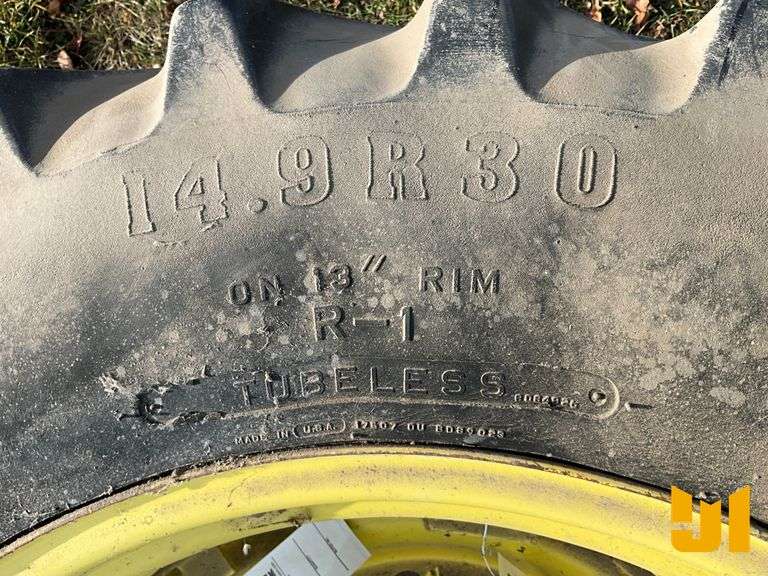 14.9R30
ON 13" RIM
R-1
TUBELESS
MADE IN U.S.A.